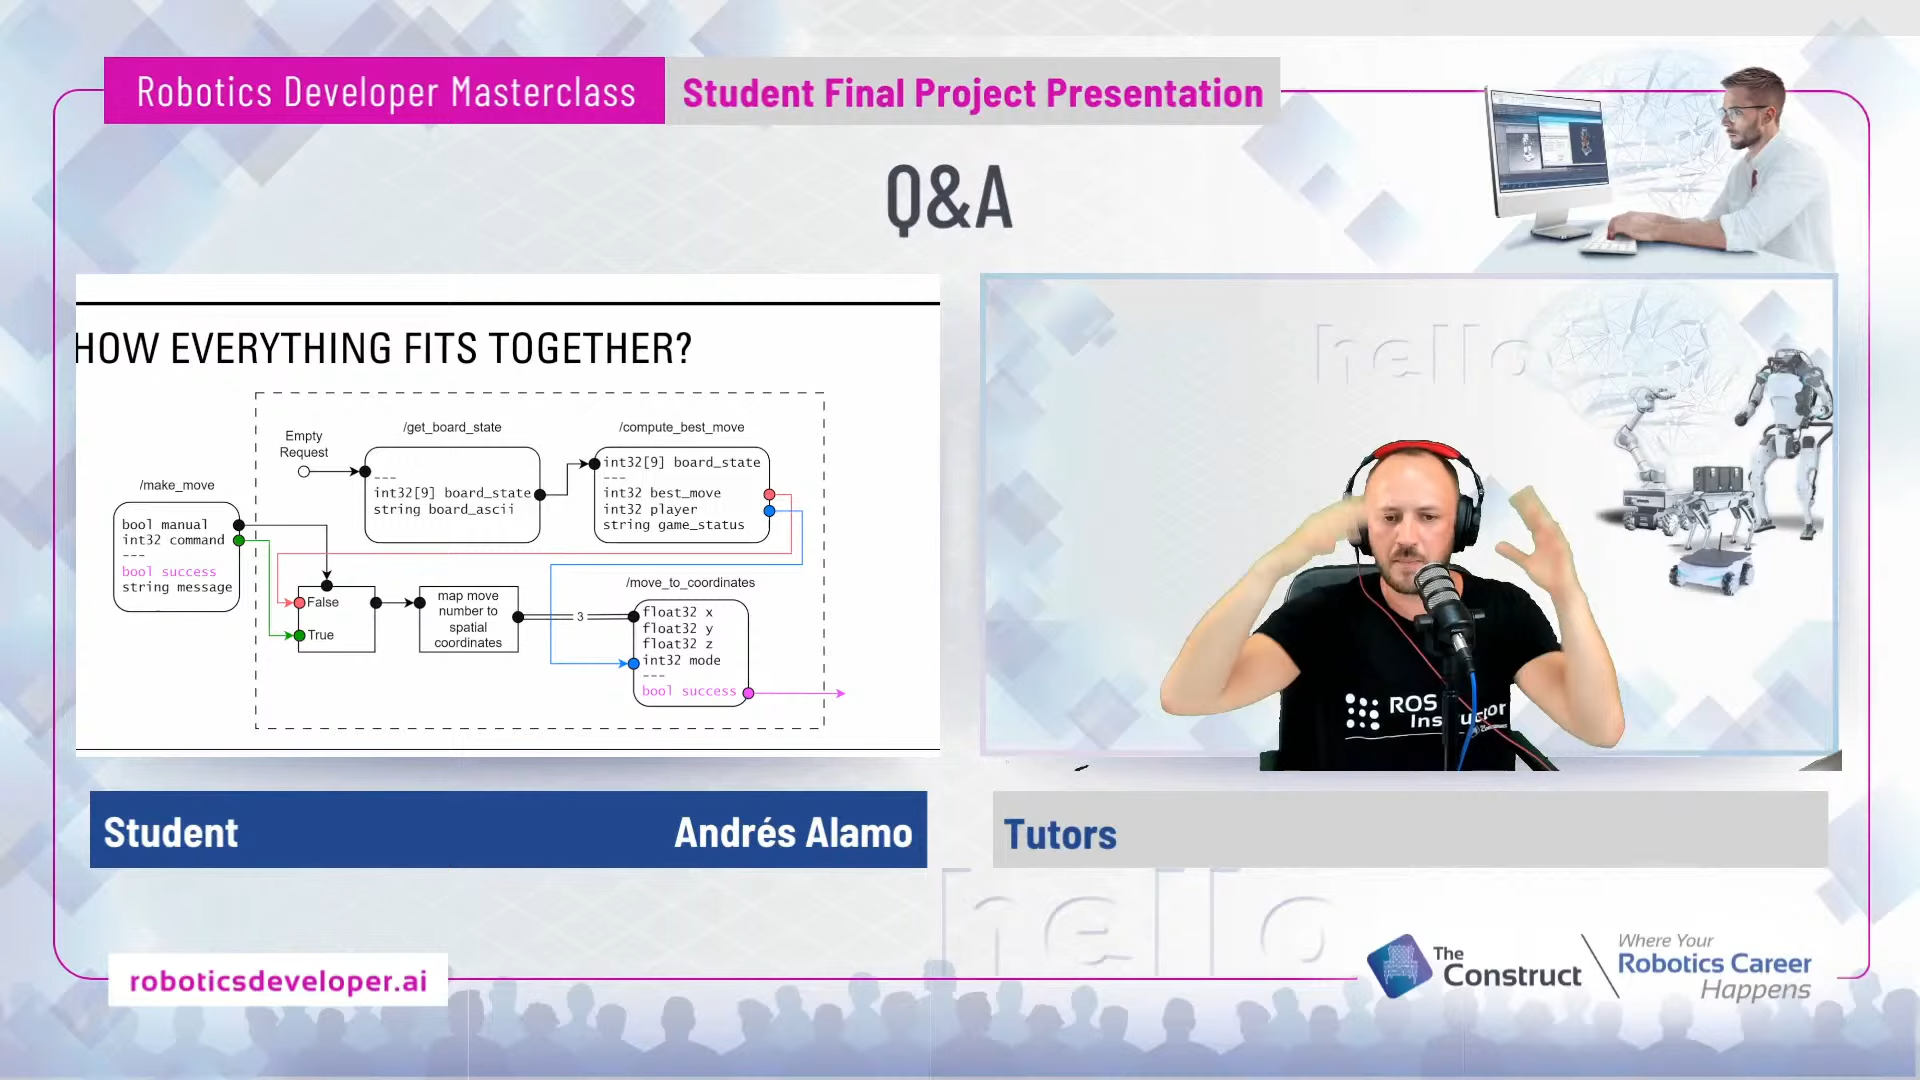 Robotics Developer Masterclass
Student Final Project Presentation
Q&A
HOW EVERYTHING FITS TOGETHER?
/get_board_state
/compute_best_move
Empty
Request
---
int32[9] board_state
string board_ascii
int32[9] board_state
---
int32 best_move
int32 player
string game_status
/make_move
bool manual
int32 command
---
bool success
string message
False
True
map move
number to
spatial
coordinates
3
/move_to_coordinates
float32 x
float32 y
float32 z
int32 mode
---
bool success
hello
ROS
Student
Andrés Alamo
Tutors
hello
roboticsdeveloper.ai
The
Construct
Where Your
Robotics Career
Happens